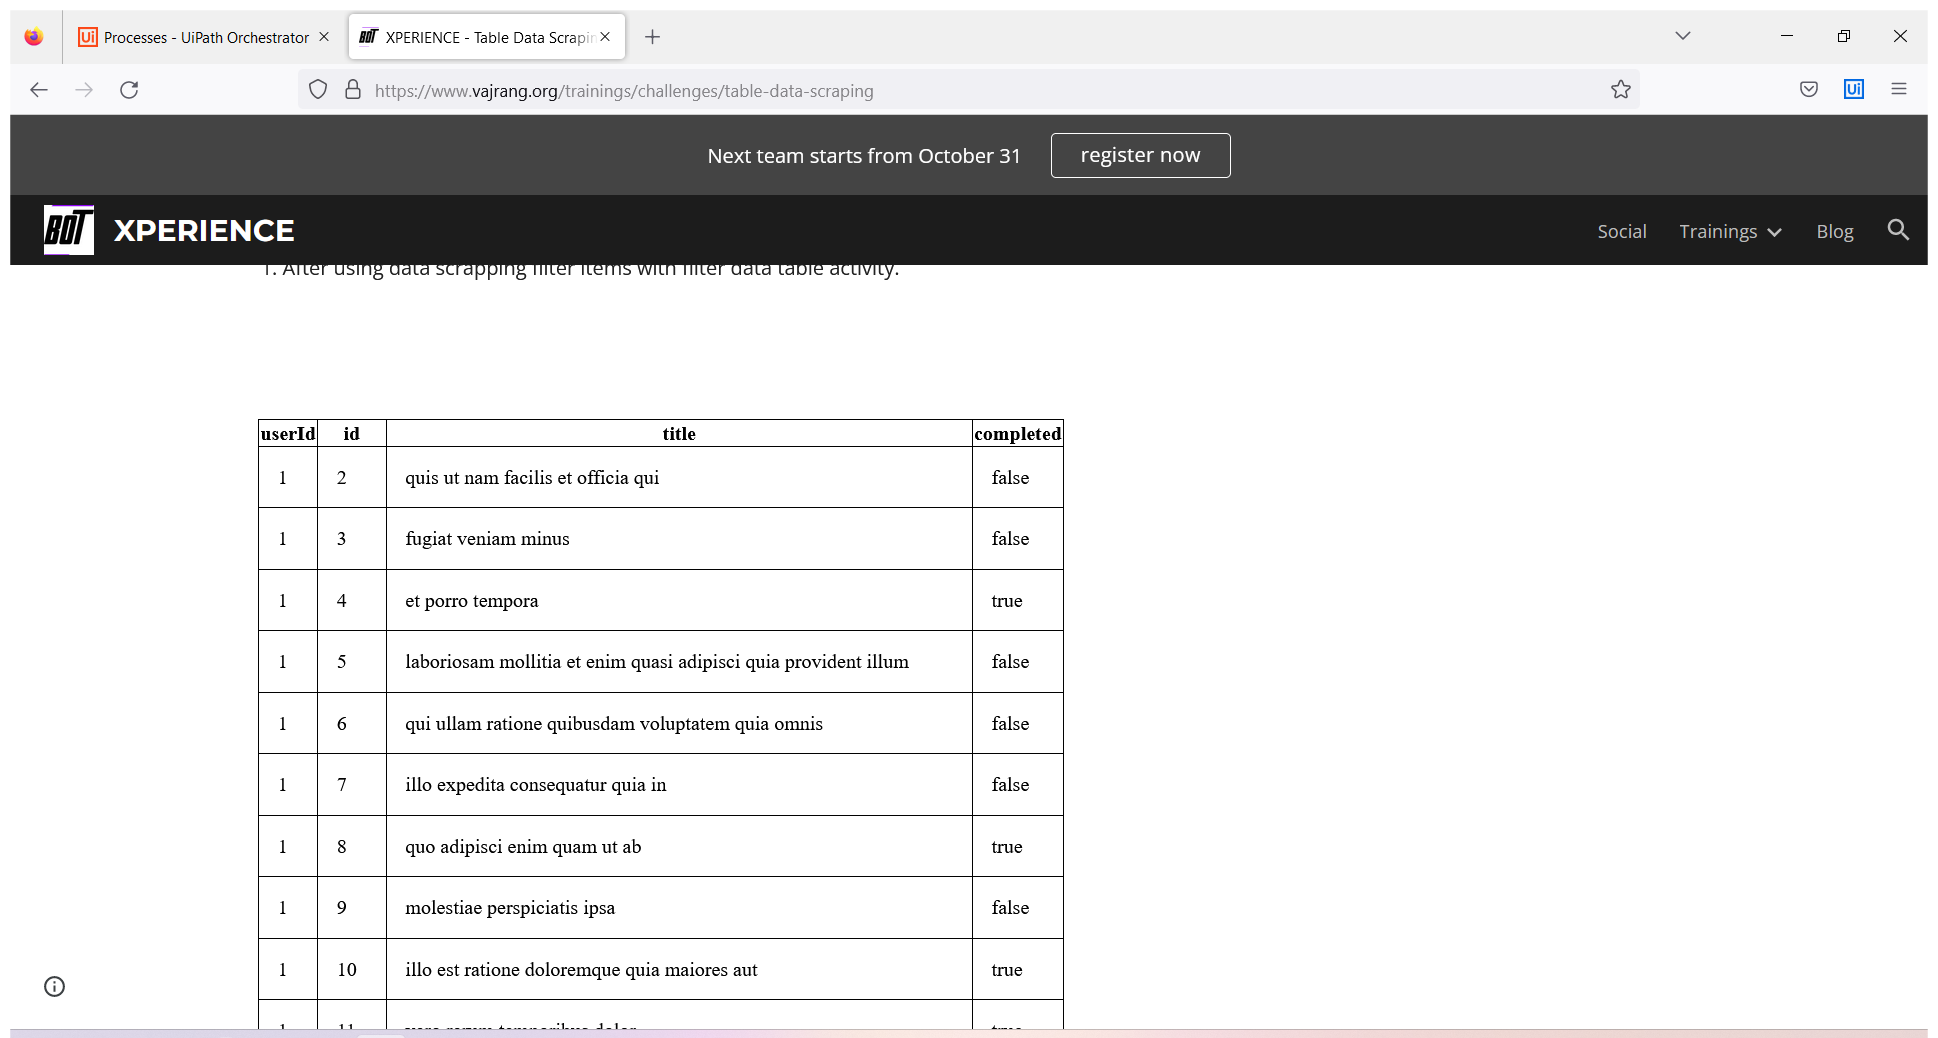 Processes - UiPath Orchestrator
XPERIENCE - Table Data Scrapin
https://www.vajrang.org/trainings/challenges/table-data-scraping
Next team starts from October 31 register now
BOT XPERIENCE Social Trainings Blog
1. After using data scrapping filter items with filter data table activity.
userId id title completed
1 2 quis ut nam facilis et officia qui false
1 3 fugiat veniam minus false
1 4 et porro tempora true
1 5 laboriosam mollitia et enim quasi adipisci quia provident illum false
1 6 qui ullam ratione quibusdam voluptatem quia omnis false
1 7 illo expedita consequatur quia in false
1 8 quo adipisci enim quam ut ab true
1 9 molestiae perspiciatis ipsa false
1 10 illo est ratione doloremque quia maiores aut true
1 11 vero rerum temporibus dolor true